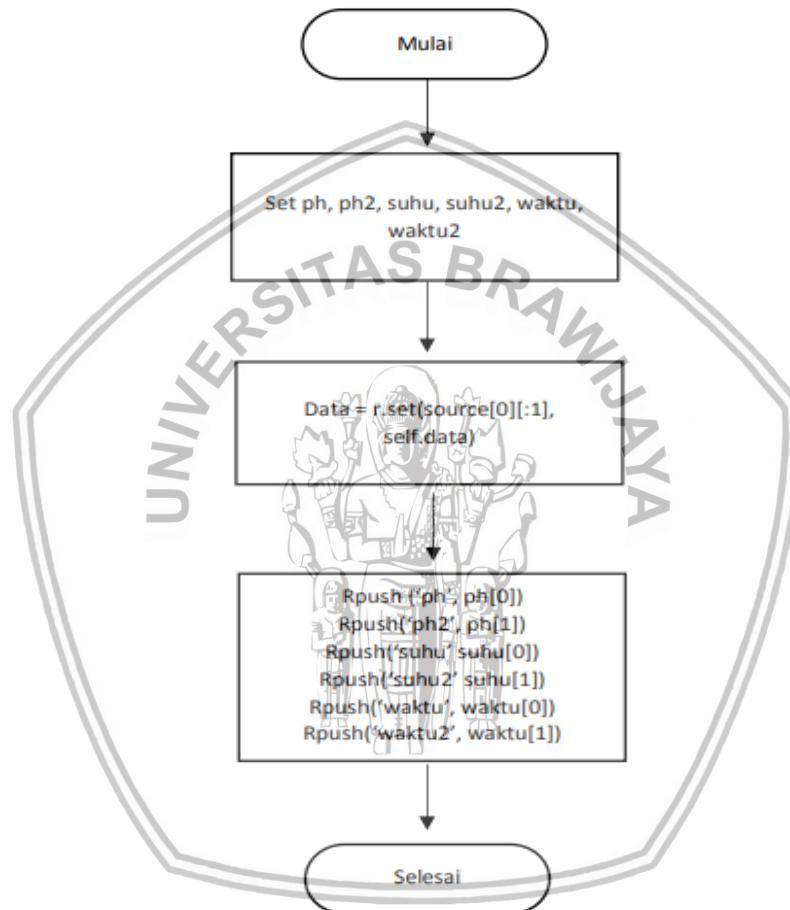 Mulai
Set ph, ph2, suhu, suhu2, waktu,
waktu2
UNIVERSITAS BRAWIJAYA
Data = r.set(source[0][:1],
self.data)
Rpush (‘ph’, ph[0])
Rpush(‘ph2’, ph[1])
Rpush(‘suhu’ suhu[0])
Rpush(‘suhu2’ suhu[1])
Rpush(‘waktu’, waktu[0])
Rpush(‘waktu2’, waktu[1])
Selesai